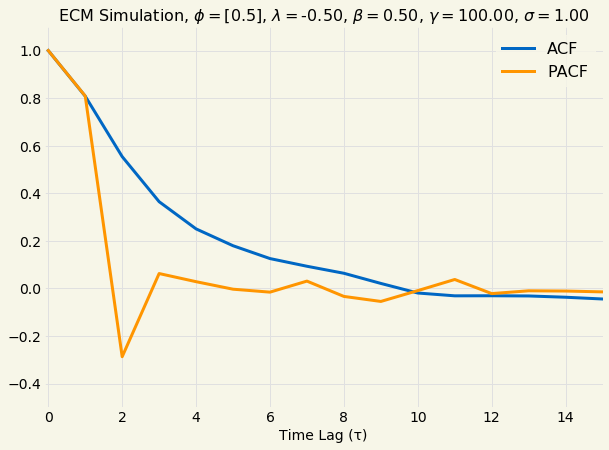 ECM Simulation, ϕ = [0.5], λ = -0.50, β = 0.50, γ = 100.00, σ = 1.00
ACF
PACF
1.0
0.8
0.6
0.4
0.2
0.0
−0.2
−0.4
0 2 4 6 8 10 12 14
Time Lag (τ)